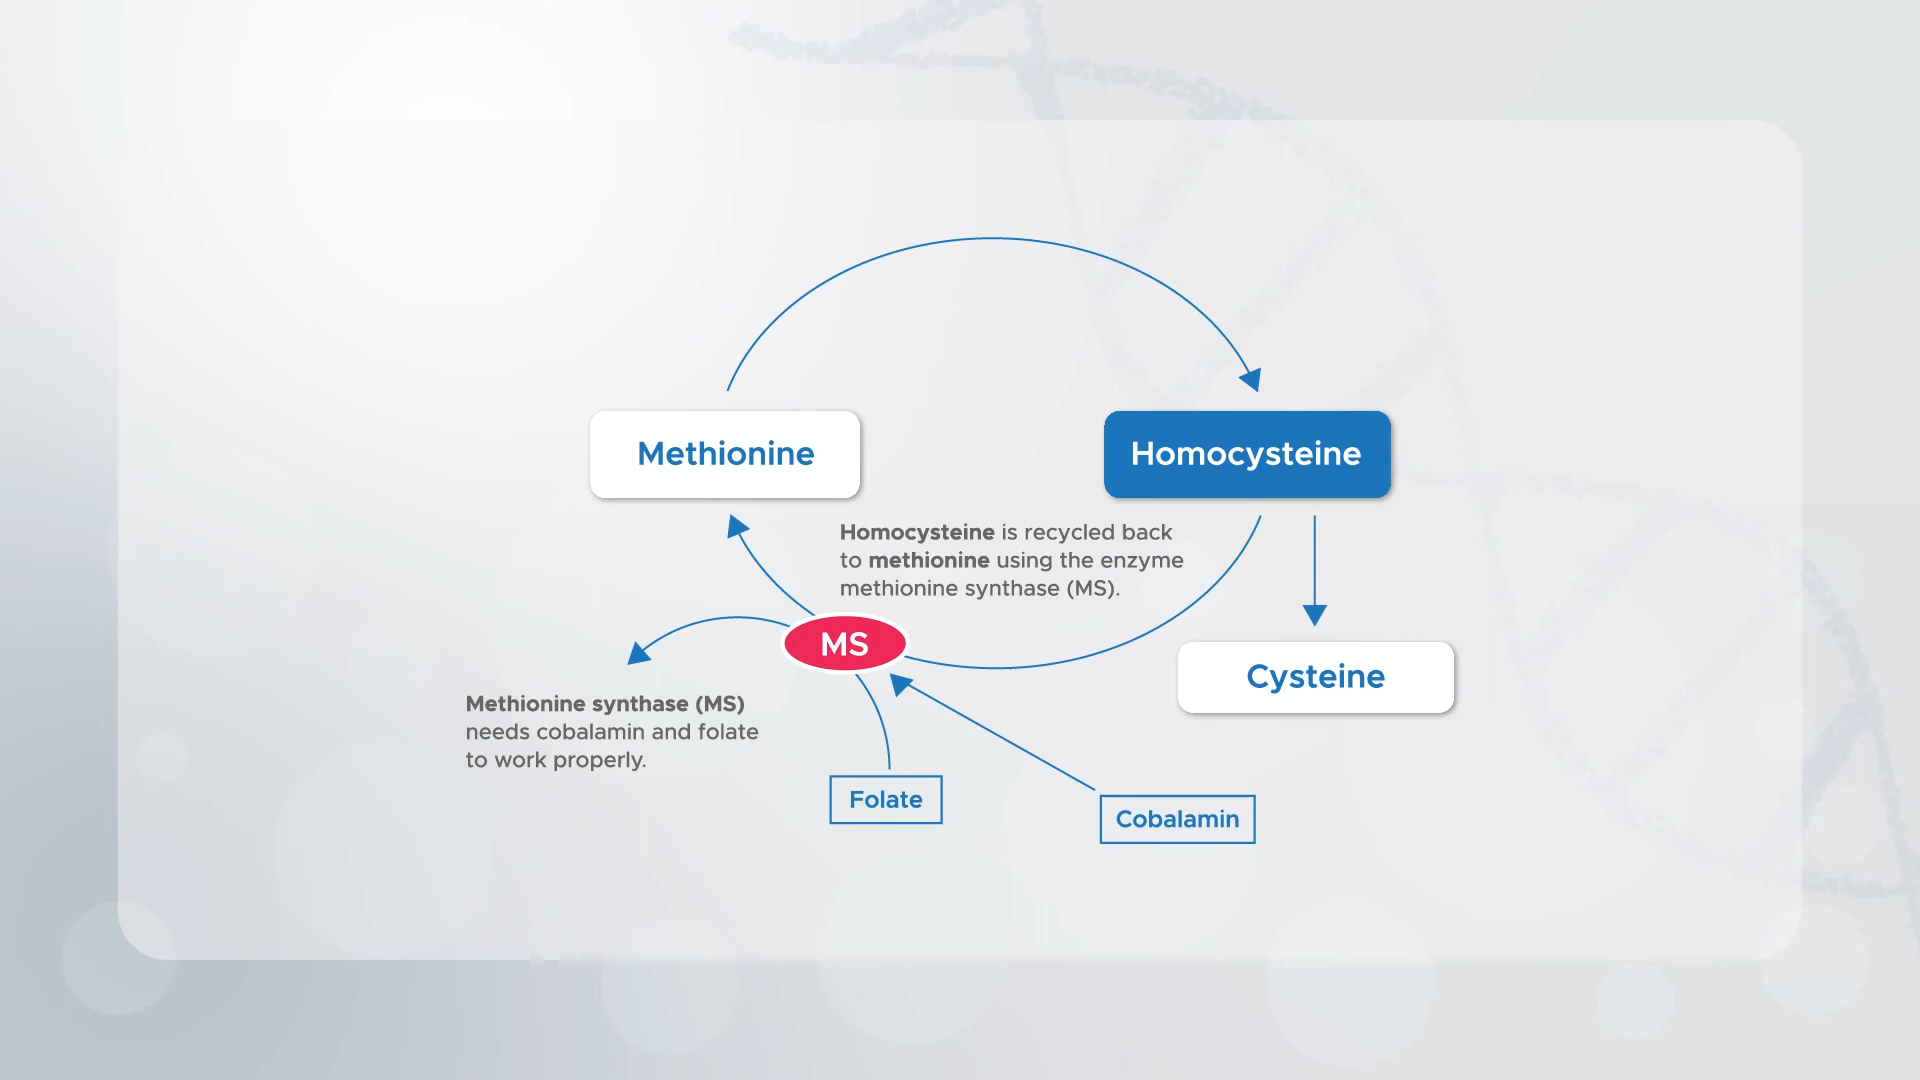 Methionine
Homocysteine
Homocysteine is recycled back
to methionine using the enzyme
methionine synthase (MS).
MS
Cysteine
Methionine synthase (MS)
needs cobalamin and folate
to work properly.
Folate
Cobalamin